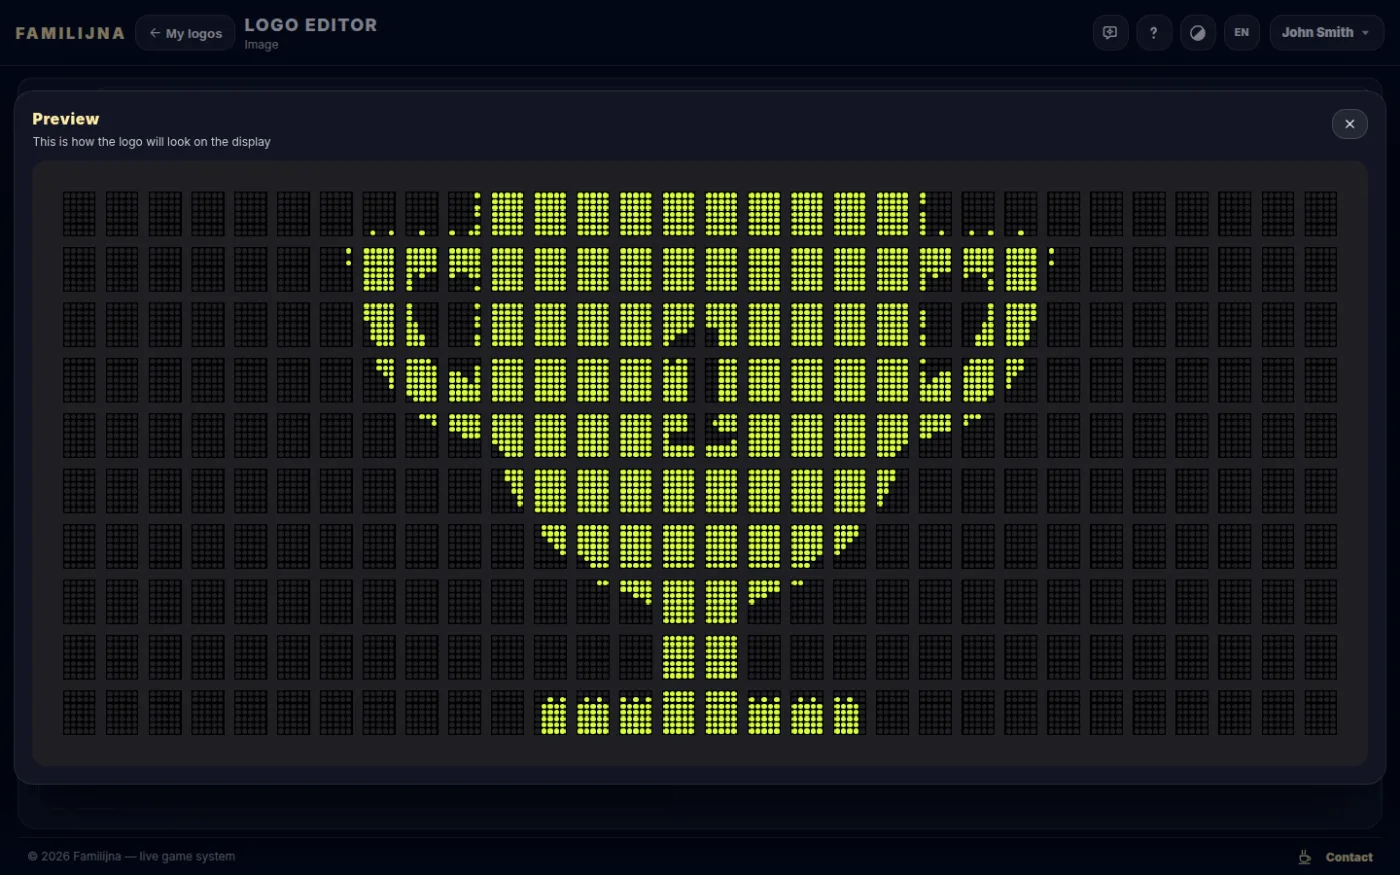 FAMILIJNA
← My logos
LOGO EDITOR
Image
?
EN
John Smith
Preview
This is how the logo will look on the display
© 2026 Familijna — live game system
Contact